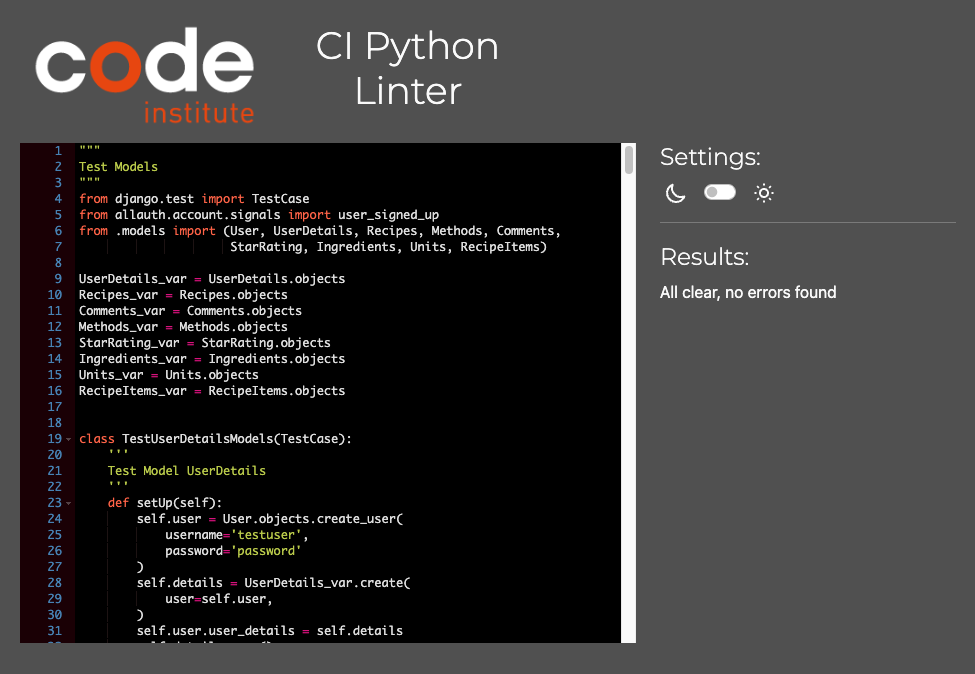 code
institute
CI Python
Linter
1 """
2 Test Models
3 """
4 from django.test import TestCase
5 from allauth.account.signals import user_signed_up
6 from .models import (User, UserDetails, Recipes, Methods, Comments,
7                      StarRating, Ingredients, Units, RecipeItems)
8
9 UserDetails_var = UserDetails.objects
10 Recipes_var = Recipes.objects
11 Comments_var = Comments.objects
12 Methods_var = Methods.objects
13 StarRating_var = StarRating.objects
14 Ingredients_var = Ingredients.objects
15 Units_var = Units.objects
16 RecipeItems_var = RecipeItems.objects
17
18
19 class TestUserDetailsModels(TestCase):
20     '''
21     Test Model UserDetails
22     '''
23     def setUp(self):
24         self.user = User.objects.create_user(
25             username='testuser',
26             password='password'
27         )
28         self.details = UserDetails_var.create(
29             user=self.user,
30         )
31         self.user.user_details = self.details
Settings:
Results:
All clear, no errors found